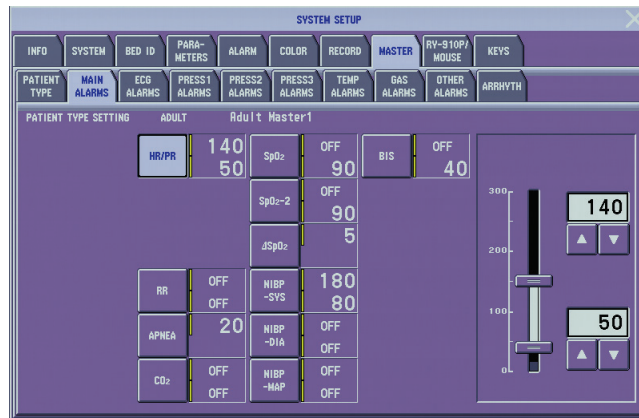 SYSTEM SETUP
INFO SYSTEM BED ID PARA-METERS ALARM COLOR RECORD MASTER RY-910P/MOUSE KEYS
PATIENT TYPE MAIN ALARMS ECG ALARMS PRESS1 ALARMS PRESS2 ALARMS PRESS3 ALARMS TEMP ALARMS GAS ALARMS OTHER ALARMS ARRHYTH
PATIENT TYPE SETTING ADULT Adult Master1
HR/PR 140 50 SpO2 OFF 90 BIS OFF 40
SpO2-2 OFF 90
ΔSpO2 5
RR OFF OFF NIBP-SYS 180 80
APNEA 20 NIBP-DIA OFF OFF
CO2 OFF OFF NIBP-MAP OFF OFF
300
140
200
100
50
0